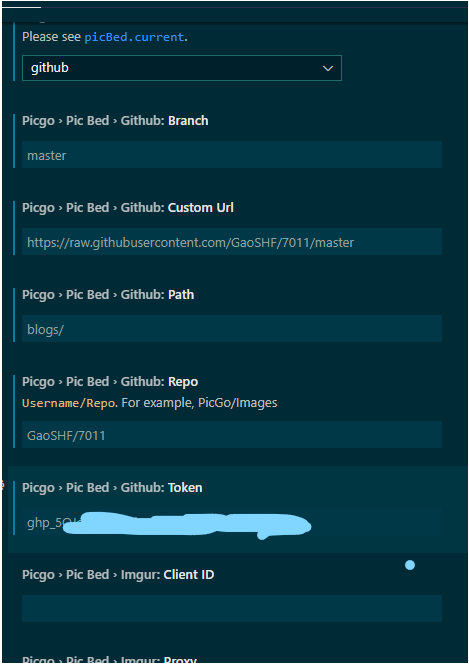 Please see picBed.current.
github
Picgo › Pic Bed › Github: Branch
master
Picgo › Pic Bed › Github: Custom Url
https://raw.githubusercontent.com/GaoSHF/7011/master
Picgo › Pic Bed › Github: Path
blogs/
Picgo › Pic Bed › Github: Repo
Username/Repo. For example, PicGo/Images
GaoSHF/7011
Picgo › Pic Bed › Github: Token
Picgo › Pic Bed › Imgur: Client ID
Picgo › Pic Bed › Imgur: Proxy